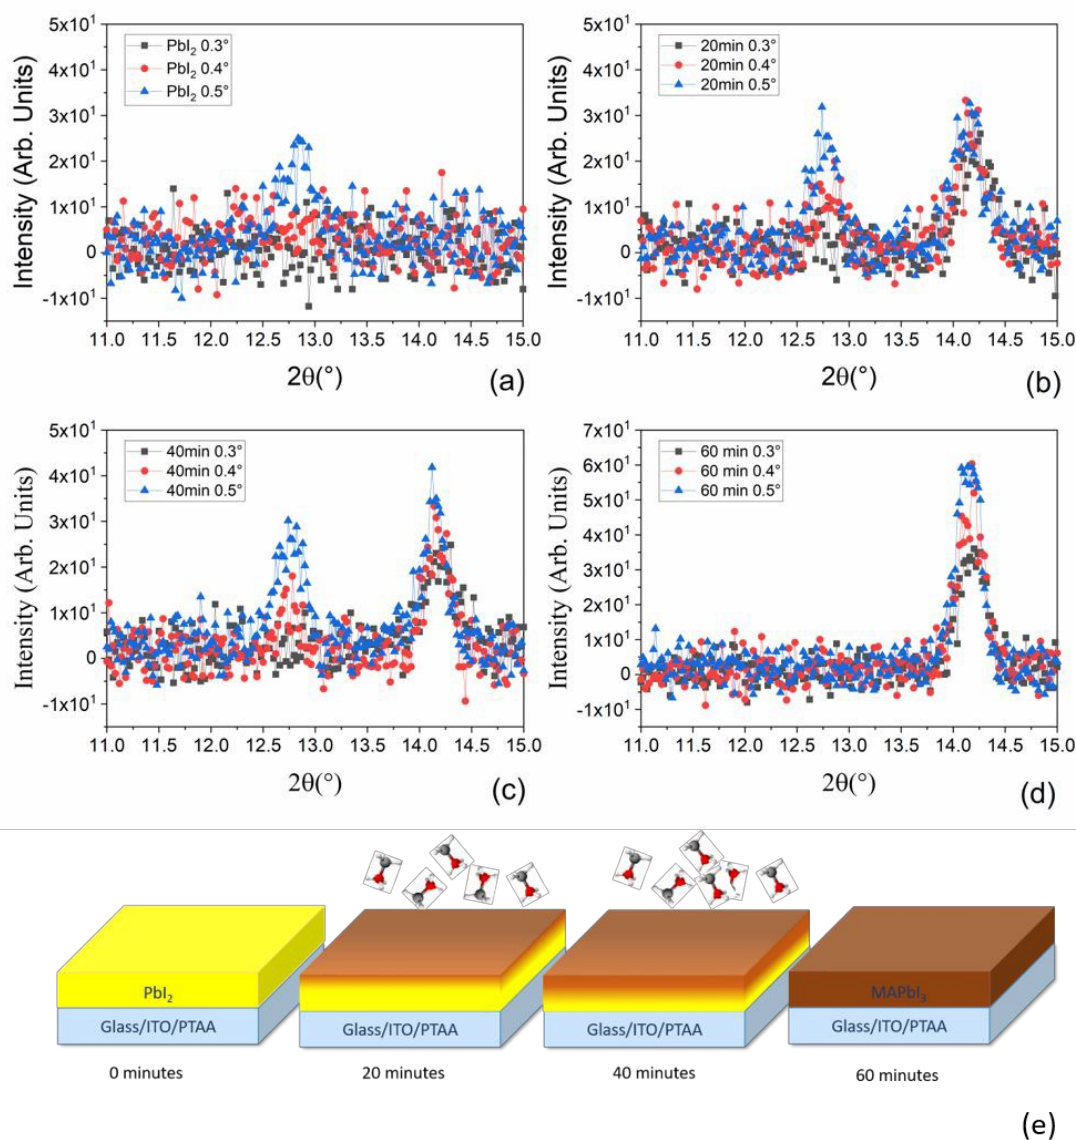 5x10¹
4x10¹
3x10¹
2x10¹
1x10¹
0
-1x10¹
Intensity (Arb. Units)
PbI₂ 0.3°
PbI₂ 0.4°
PbI₂ 0.5°
11.0 11.5 12.0 12.5 13.0 13.5 14.0 14.5 15.0
2θ(°)
(a)
5x10¹
4x10¹
3x10¹
2x10¹
1x10¹
0
-1x10¹
Intensity (Arb. Units)
20min 0.3°
20min 0.4°
20min 0.5°
11.0 11.5 12.0 12.5 13.0 13.5 14.0 14.5 15.0
2θ(°)
(b)
5x10¹
4x10¹
3x10¹
2x10¹
1x10¹
0
-1x10¹
Intensity (Arb. Units)
40min 0.3°
40min 0.4°
40min 0.5°
11.0 11.5 12.0 12.5 13.0 13.5 14.0 14.5 15.0
2θ(°)
(c)
7x10¹
6x10¹
5x10¹
4x10¹
3x10¹
2x10¹
1x10¹
0
-1x10¹
Intensity (Arb. Units)
60 min 0.3°
60 min 0.4°
60 min 0.5°
11.0 11.5 12.0 12.5 13.0 13.5 14.0 14.5 15.0
2θ(°)
(d)
PbI₂
MAPbI₃
Glass/ITO/PTAA
Glass/ITO/PTAA
Glass/ITO/PTAA
Glass/ITO/PTAA
0 minutes
20 minutes
40 minutes
60 minutes
(e)